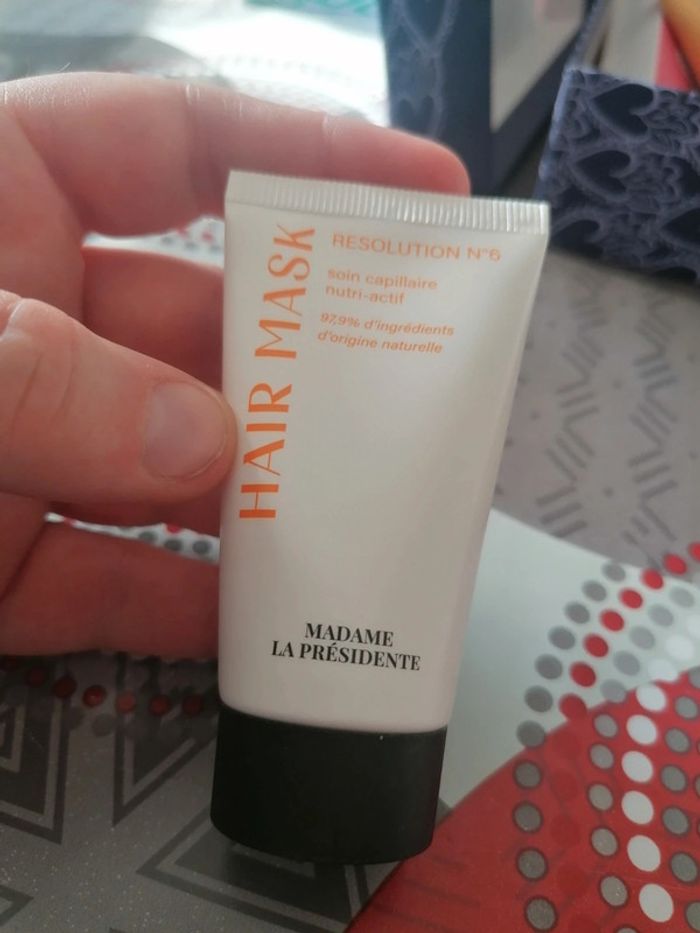 HAIR MASK
RESOLUTION N°6
soin capillaire
nutri-actif
97,9% d'ingrédients
d'origine naturelle
MADAME
LA PRÉSIDENTE